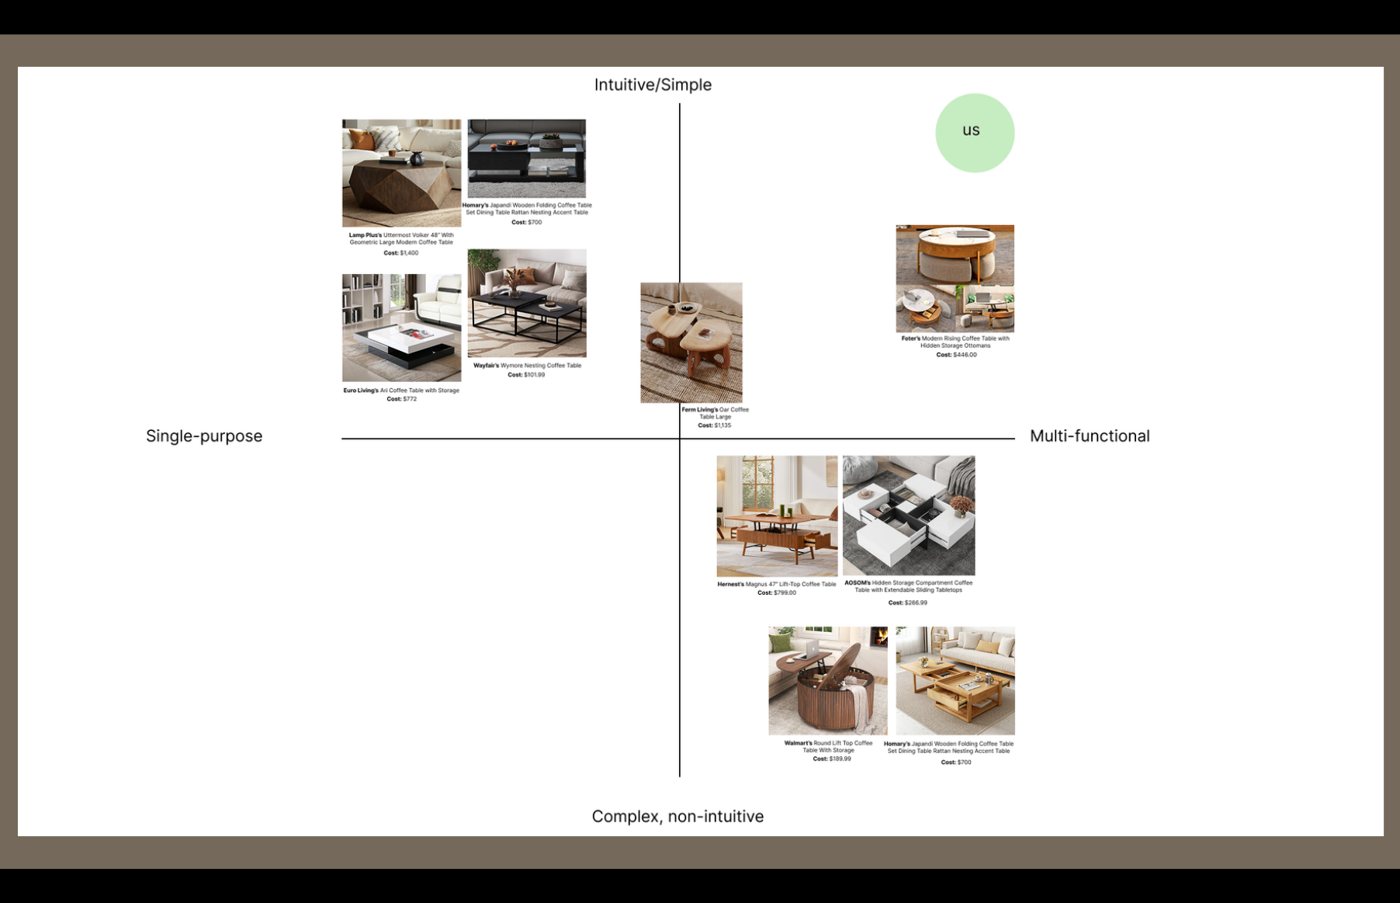 Intuitive/Simple
us
Lamp Plus's Uttermost Volker 48" With
Geometric Large Modern Coffee Table
Cost: $1,400
Homary's Japandi Wooden Folding Coffee Table
Set Dining Table Rattan Nesting Accent Table
Cost: $700
Euro Living's Ari Coffee Table with Storage
Cost: $772
Wayfair's Wymore Nesting Coffee Table
Cost: $101.99
Ferm Living's Oar Coffee
Table Large
Cost: $1,135
Foter's Modern Rising Coffee Table with
Hidden Storage Ottomans
Cost: $446.00
Single-purpose
Multi-functional
Hernest's Magnus 47" Lift-Top Coffee Table
Cost: $799.00
AOSOM's Hidden Storage Compartment Coffee
Table with Extendable Sliding Tabletops
Cost: $266.99
Walmart's Round Lift Top Coffee
Table With Storage
Cost: $189.99
Homary's Japandi Wooden Folding Coffee Table
Set Dining Table Rattan Nesting Accent Table
Cost: $700
Complex, non-intuitive